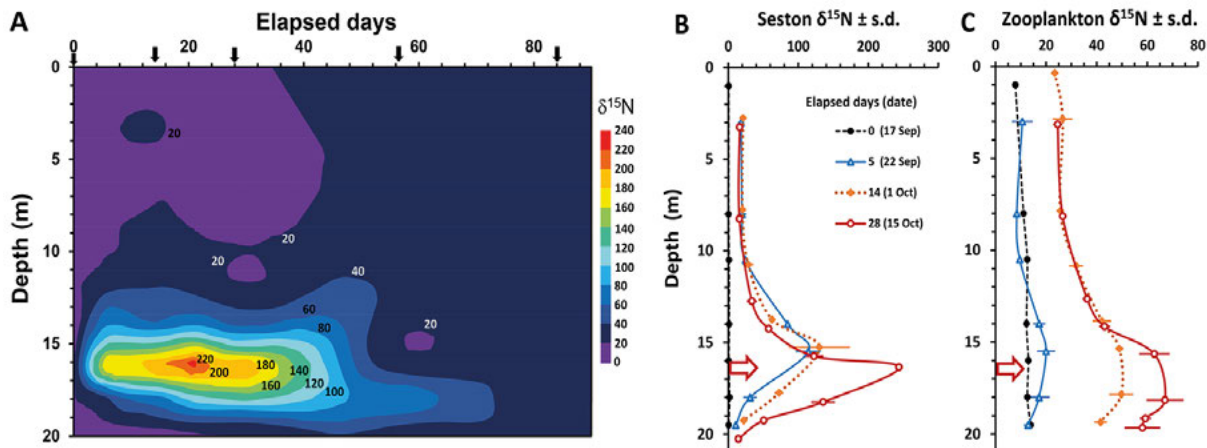 A
Elapsed days
0 20 40 60 80
Depth (m)
0
5
10
15
20
20
20
20
40
60
80
20
220
200
180
160
140
120
100
δ¹⁵N
240
220
200
180
160
140
120
100
80
60
40
20
0
B
Seston δ¹⁵N ± s.d.
0 100 200 300
Depth (m)
0
5
10
15
20
Elapsed days (date)
0 (17 Sep)
5 (22 Sep)
14 (1 Oct)
28 (15 Oct)
C
Zooplankton δ¹⁵N ± s.d.
0 20 40 60 80
0
5
10
15
20